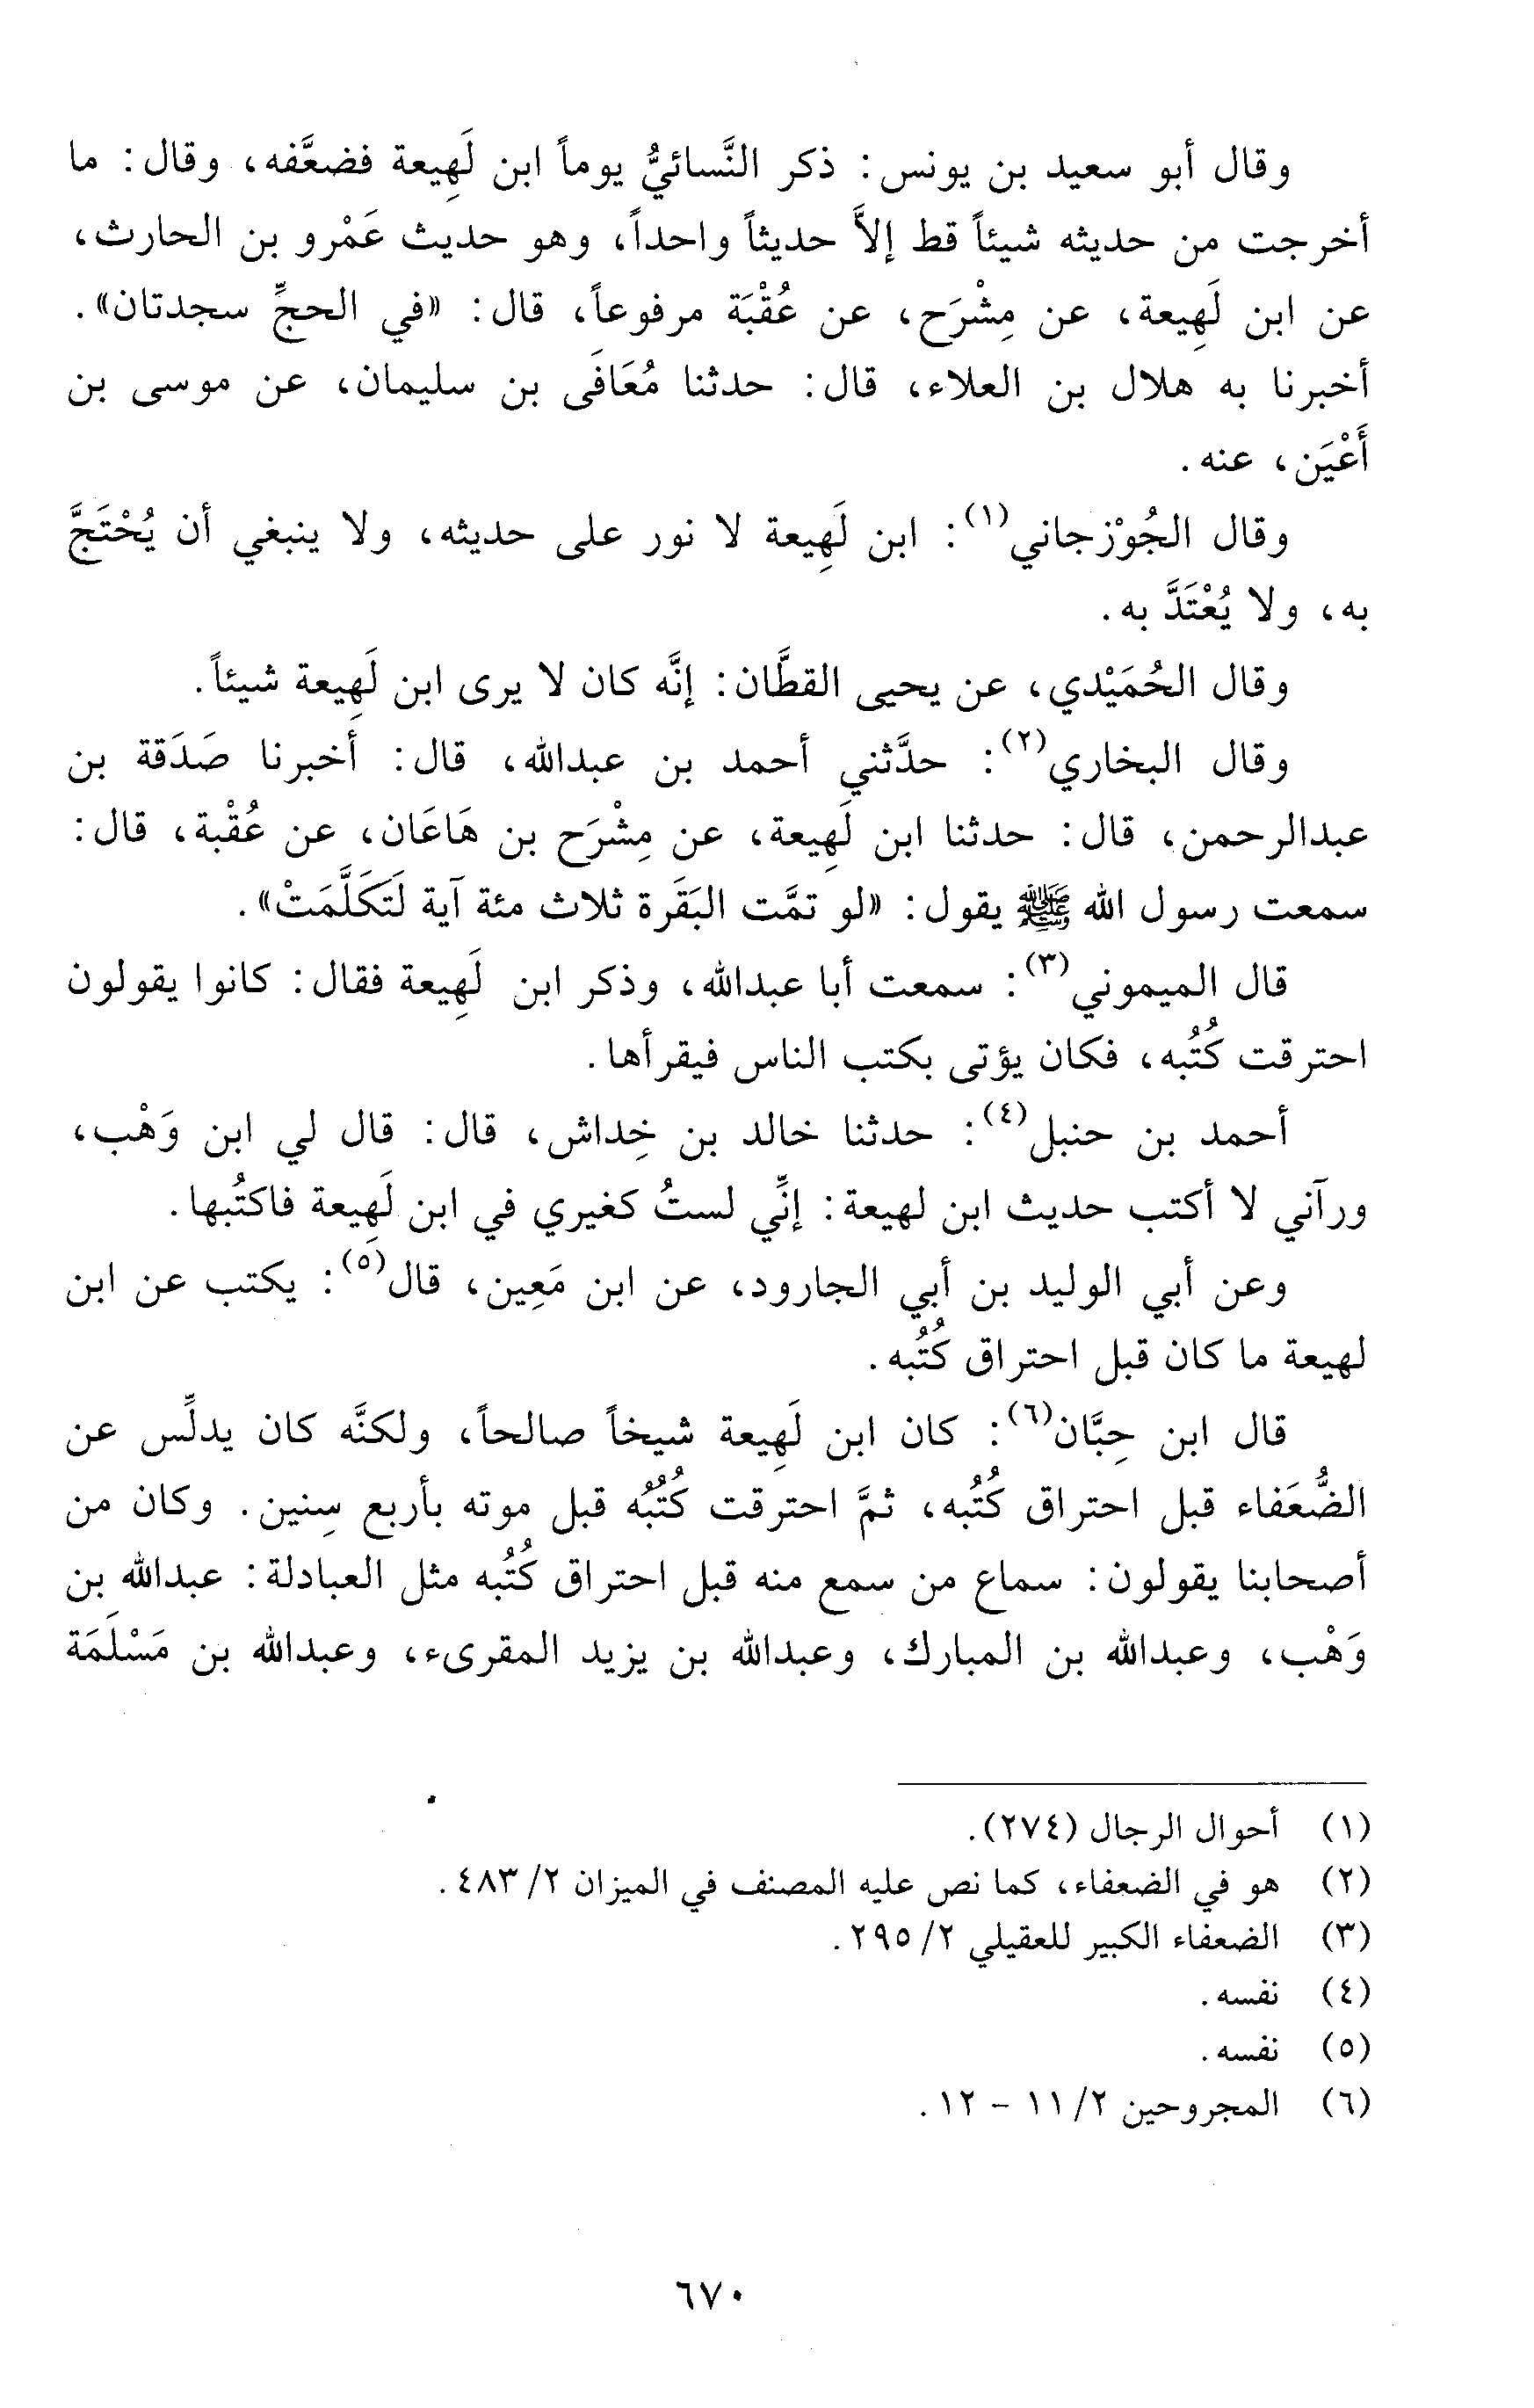 وقال أبو سعيد بن يونس: ذكر النَّسائيُّ يوماً ابن لَهِيعة فضعَّفه، وقال: ما
أخرجت من حديثه شيئاً قط إلاَّ حديثاً واحداً، وهو حديث عَمْرو بن الحارث،
عن ابن لَهِيعة، عن مِشْرَح، عن عُقْبَة مرفوعاً، قال: «في الحجِّ سجدتان».
أخبرنا به هلال بن العلاء، قال: حدثنا مُعَافَى بن سليمان، عن موسى بن
أَعْيَن، عنه.
وقال الجُوْزجاني(١): ابن لَهِيعة لا نور على حديثه، ولا ينبغي أن يُحْتَجَّ
به، ولا يُعْتَدَّ به.
وقال الحُمَيْدي، عن يحيى القطَّان: إنَّه كان لا يرى ابن لَهِيعة شيئاً.
وقال البخاري(٢): حدَّثني أحمد بن عبدالله، قال: أخبرنا صَدَقة بن
عبدالرحمن، قال: حدثنا ابن لَهِيعة، عن مِشْرَح بن هَاعَان، عن عُقْبة، قال:
سمعت رسول الله ﷺ يقول: «لو تمَّت البَقَرة ثلاث مئة آية لَتَكَلَّمَتْ».
قال الميموني(٣): سمعت أبا عبدالله، وذكر ابن لَهِيعة فقال: كانوا يقولون
احترقت كُتُبه، فكان يؤتى بكتب الناس فيقرأها.
أحمد بن حنبل(٤): حدثنا خالد بن خِداش، قال: قال لي ابن وَهْب،
ورآني لا أكتب حديث ابن لهيعة: إنِّي لستُ كغيري في ابن لَهِيعة فاكتُبها.
وعن أبي الوليد بن أبي الجارود، عن ابن مَعِين، قال(٥): يكتب عن ابن
لهيعة ما كان قبل احتراق كُتُبه.
قال ابن حِبَّان(٦): كان ابن لَهِيعة شيخاً صالحاً، ولكنَّه كان يدلِّس عن
الضُّعَفاء قبل احتراق كُتُبه، ثمَّ احترقت كُتُبُه قبل موته بأربع سِنين. وكان من
أصحابنا يقولون: سماع من سمع منه قبل احتراق كُتُبه مثل العبادلة: عبدالله بن
وَهْب، وعبدالله بن المبارك، وعبدالله بن يزيد المقرىء، وعبدالله بن مَسْلَمَة
(١) أحوال الرجال (٢٧٤).
(٢) هو في الضعفاء، كما نص عليه المصنف في الميزان ٢/ ٤٨٣.
(٣) الضعفاء الكبير للعقيلي ٢/ ٢٩٥.
(٤) نفسه.
(٥) نفسه.
(٦) المجروحين ٢/ ١١ - ١٢.
٦٧٠